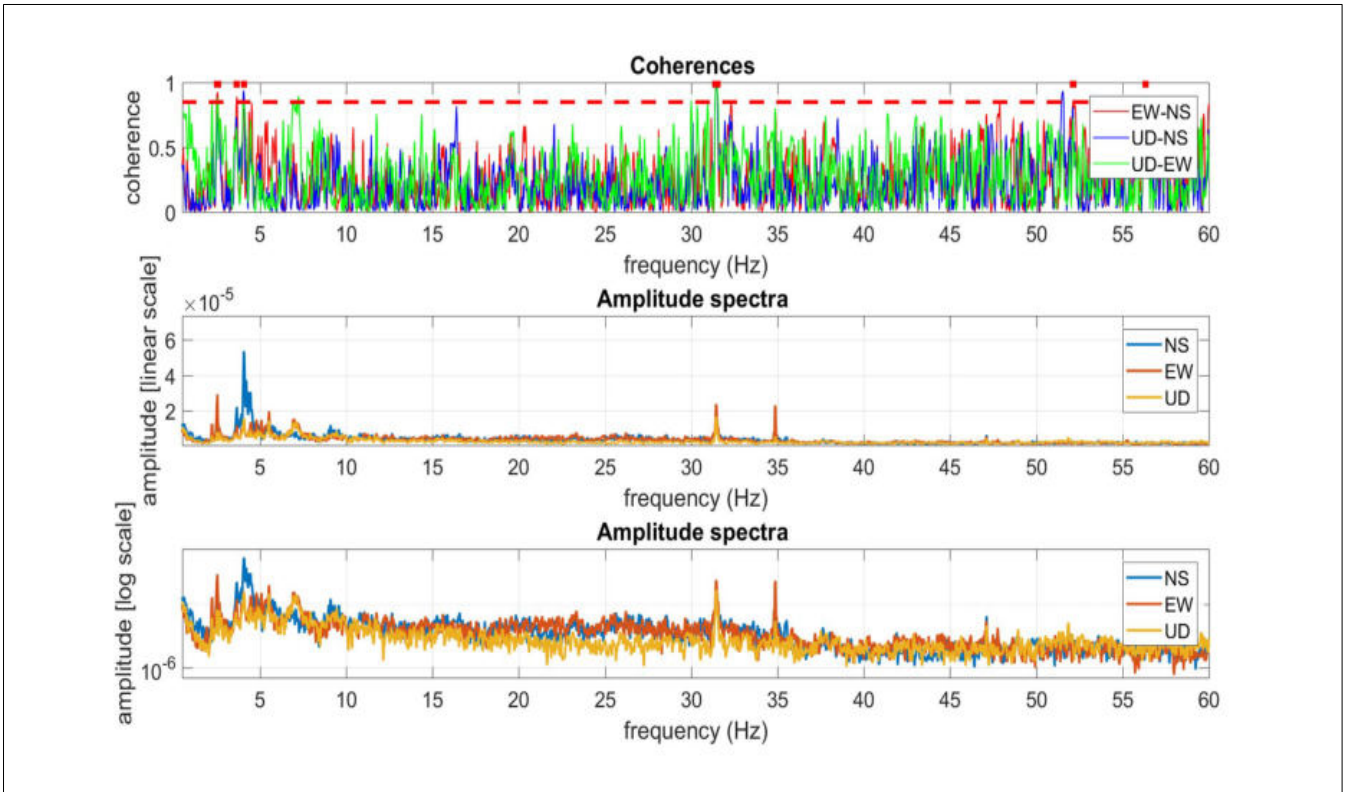 Coherences
coherence
1
0.5
0
EW-NS
UD-NS
UD-EW
5 10 15 20 25 30 35 40 45 50 55 60
frequency (Hz)
Amplitude spectra
×10-5
amplitude [linear scale]
6
4
2
NS
EW
UD
5 10 15 20 25 30 35 40 45 50 55 60
frequency (Hz)
Amplitude spectra
amplitude [log scale]
10-6
NS
EW
UD
5 10 15 20 25 30 35 40 45 50 55 60
frequency (Hz)